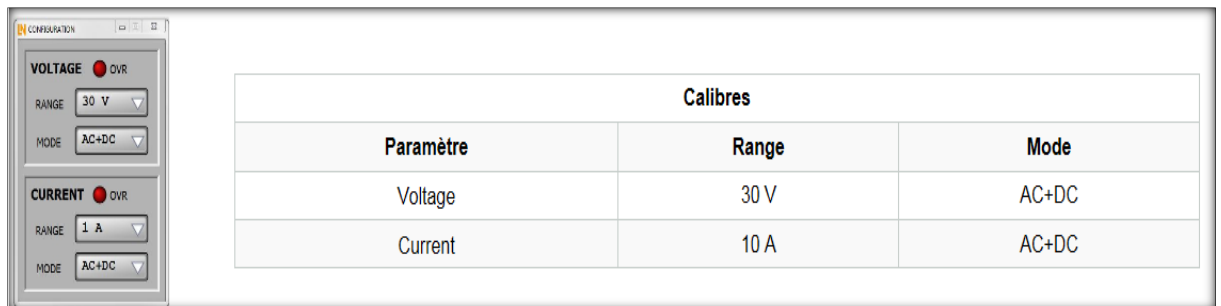 CONFIGURATION
VOLTAGE OVR
RANGE 30 V
MODE AC+DC
CURRENT OVR
RANGE 1 A
MODE AC+DC
Calibres
Paramètre Range Mode
Voltage 30 V AC+DC
Current 10 A AC+DC